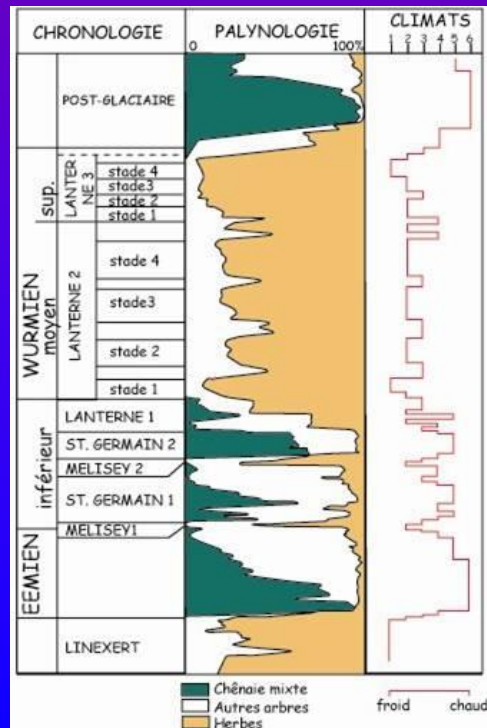 CHRONOLOGIE PALYNOLOGIE CLIMATS
0 100% 1 2 3 4 5 6
POST-GLACIAIRE
WURMIEN
sup.
LANTER
NE 3
stade 4
stade3
stade 2
stade 1
moyen
LANTERNE 2
stade 4
stade3
stade 2
stade 1
inférieur
LANTERNE 1
ST. GERMAIN 2
MELISEY 2
ST. GERMAIN 1
MELISEY1
EEMIEN
LINEXERT
Chênaie mixte
Autres arbres
Herbes
froid chaud